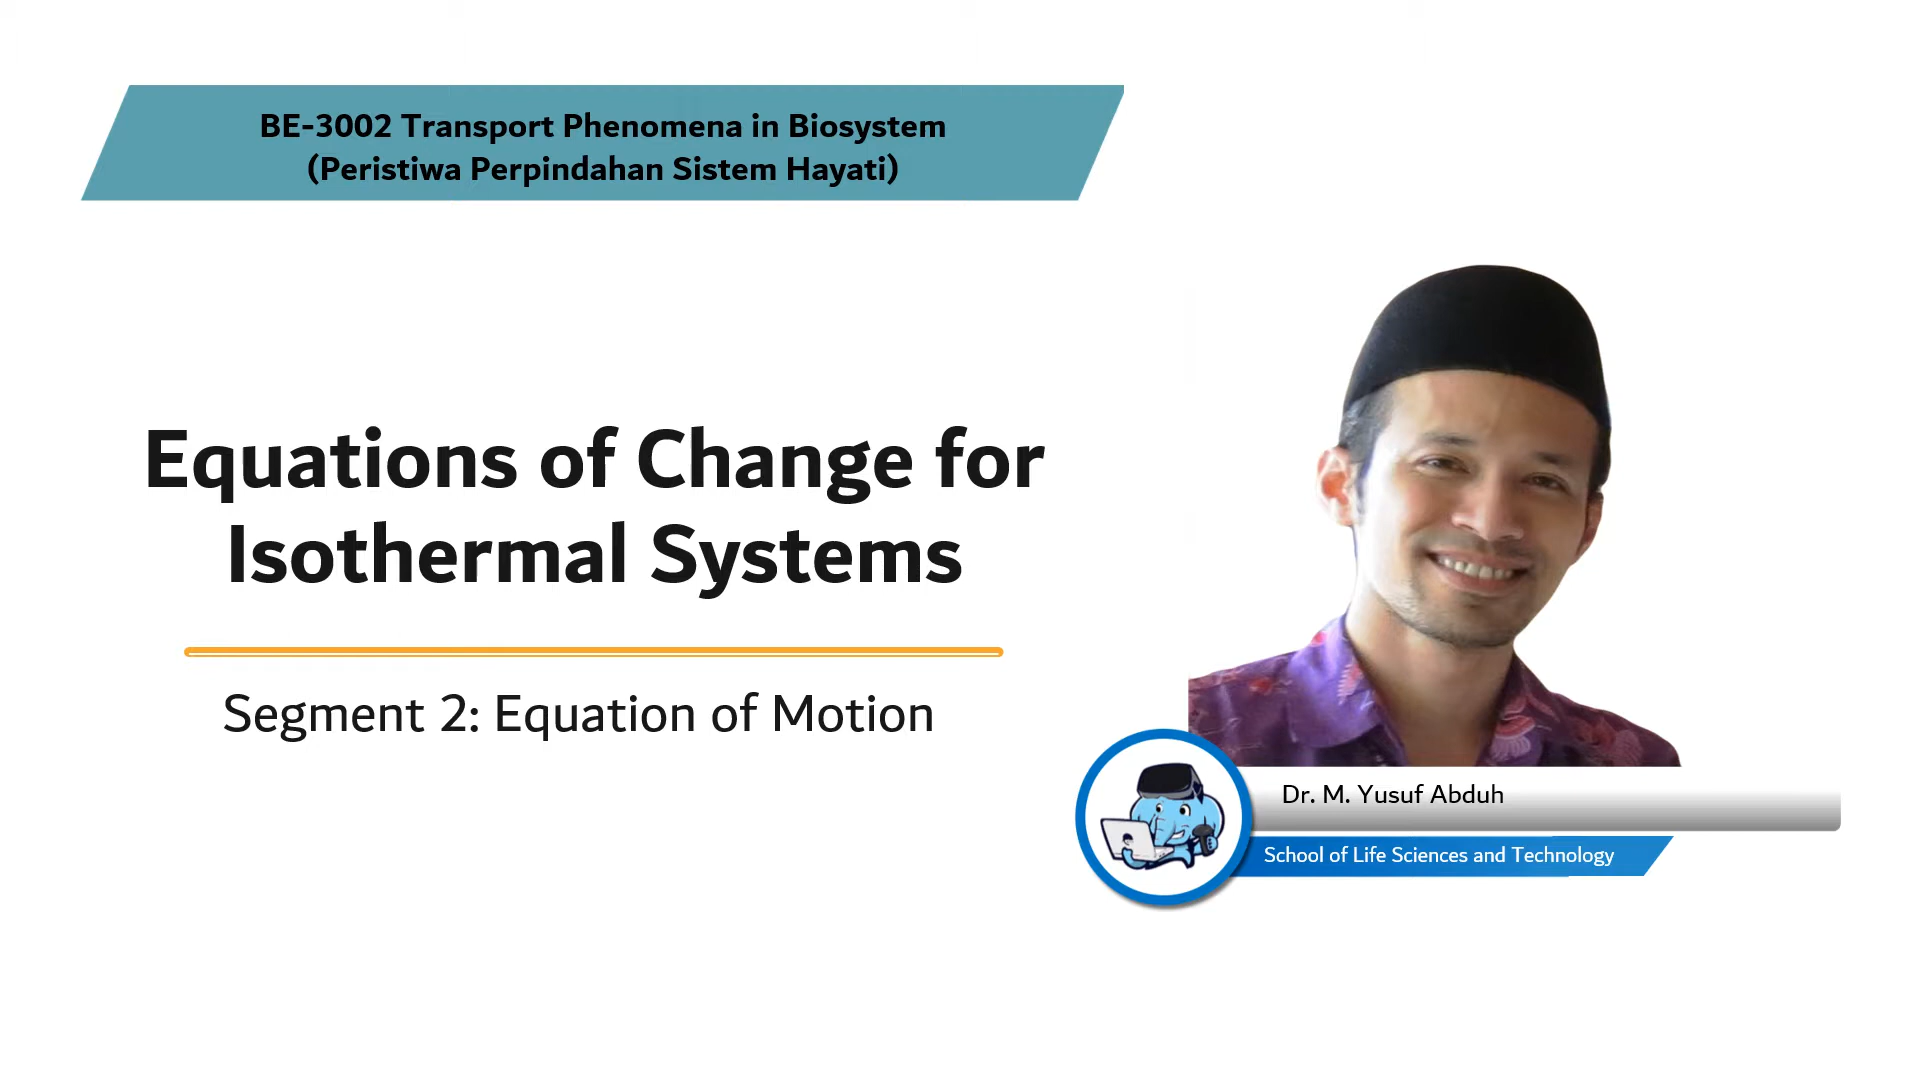 BE-3002 Transport Phenomena in Biosystem
(Peristiwa Perpindahan Sistem Hayati)
Equations of Change for
Isothermal Systems
Segment 2: Equation of Motion
Dr. M. Yusuf Abduh
School of Life Sciences and Technology